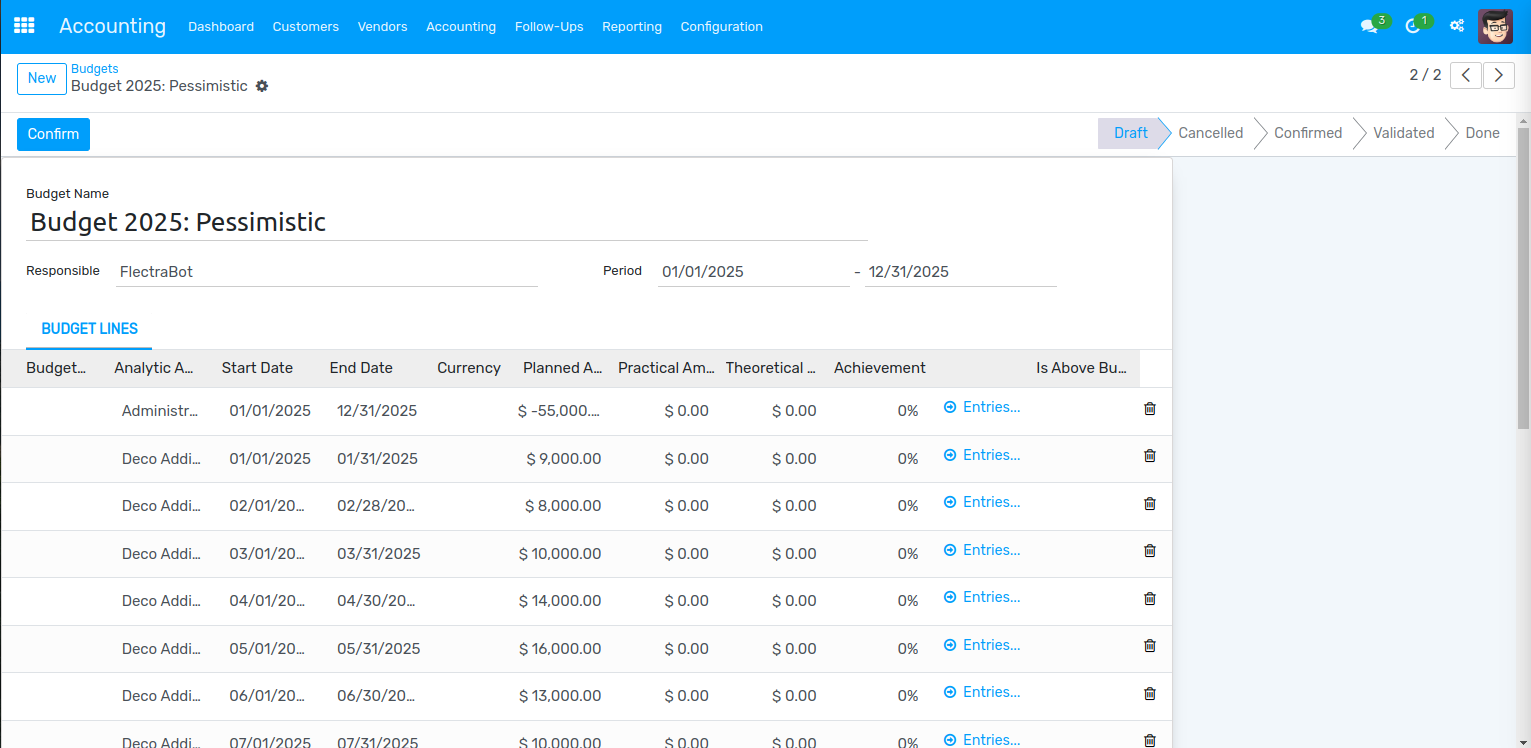 Accounting Dashboard Customers Vendors Accounting Follow-Ups Reporting Configuration 3 1
New Budgets 2 / 2
Budget 2025: Pessimistic
Confirm Draft Cancelled Confirmed Validated Done
Budget Name
Budget 2025: Pessimistic
Responsible FlectraBot Period 01/01/2025 - 12/31/2025
BUDGET LINES
Budget... Analytic A... Start Date End Date Currency Planned A... Practical Am... Theoretical ... Achievement Is Above Bu...
Administr... 01/01/2025 12/31/2025 $ -55,000.... $ 0.00 $ 0.00 0% Entries...
Deco Addi... 01/01/2025 01/31/2025 $ 9,000.00 $ 0.00 $ 0.00 0% Entries...
Deco Addi... 02/01/20... 02/28/20... $ 8,000.00 $ 0.00 $ 0.00 0% Entries...
Deco Addi... 03/01/20... 03/31/2025 $ 10,000.00 $ 0.00 $ 0.00 0% Entries...
Deco Addi... 04/01/20... 04/30/20... $ 14,000.00 $ 0.00 $ 0.00 0% Entries...
Deco Addi... 05/01/20... 05/31/2025 $ 16,000.00 $ 0.00 $ 0.00 0% Entries...
Deco Addi... 06/01/20... 06/30/20... $ 13,000.00 $ 0.00 $ 0.00 0% Entries...
Deco Addi... 07/01/2025 07/31/2025 $ 10,000.00 $ 0.00 $ 0.00 0% Entries...